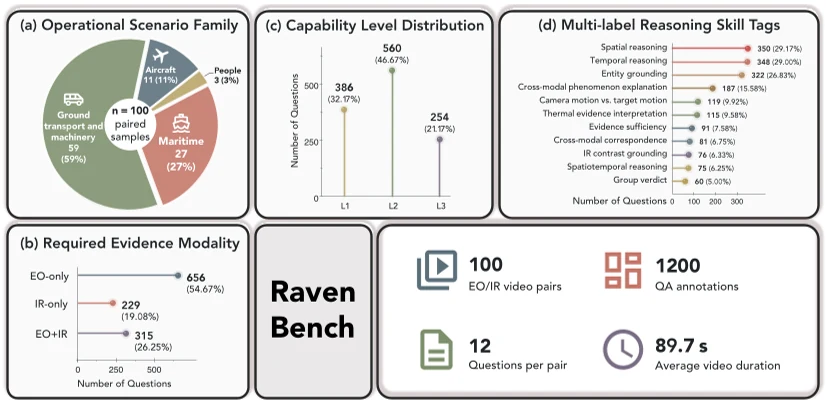 (a) Operational Scenario Family
Aircraft
11 (11%)
People
3 (3%)
Ground
transport and
machinery
59
(59%)
n = 100
paired
samples
Maritime
27
(27%)
(b) Required Evidence Modality
EO-only
656
(54.67%)
IR-only
229
(19.08%)
EO+IR
315
(26.25%)
0 250 500
Number of Questions
(c) Capability Level Distribution
Number of Questions
500
250
0
386
(32.17%)
560
(46.67%)
254
(21.17%)
L1 L2 L3
(d) Multi-label Reasoning Skill Tags
Spatial reasoning 350 (29.17%)
Temporal reasoning 348 (29.00%)
Entity grounding 322 (26.83%)
Cross-modal phenomenon explanation 187 (15.58%)
Camera motion vs. target motion 119 (9.92%)
Thermal evidence interpretation 115 (9.58%)
Evidence sufficiency 91 (7.58%)
Cross-modal correspondence 81 (6.75%)
IR contrast grounding 76 (6.33%)
Spatiotemporal reasoning 75 (6.25%)
Group verdict 60 (5.00%)
Number of Questions 0 100 200 300
Raven
Bench
100
EO/IR video pairs
1200
QA annotations
12
Questions per pair
89.7 s
Average video duration